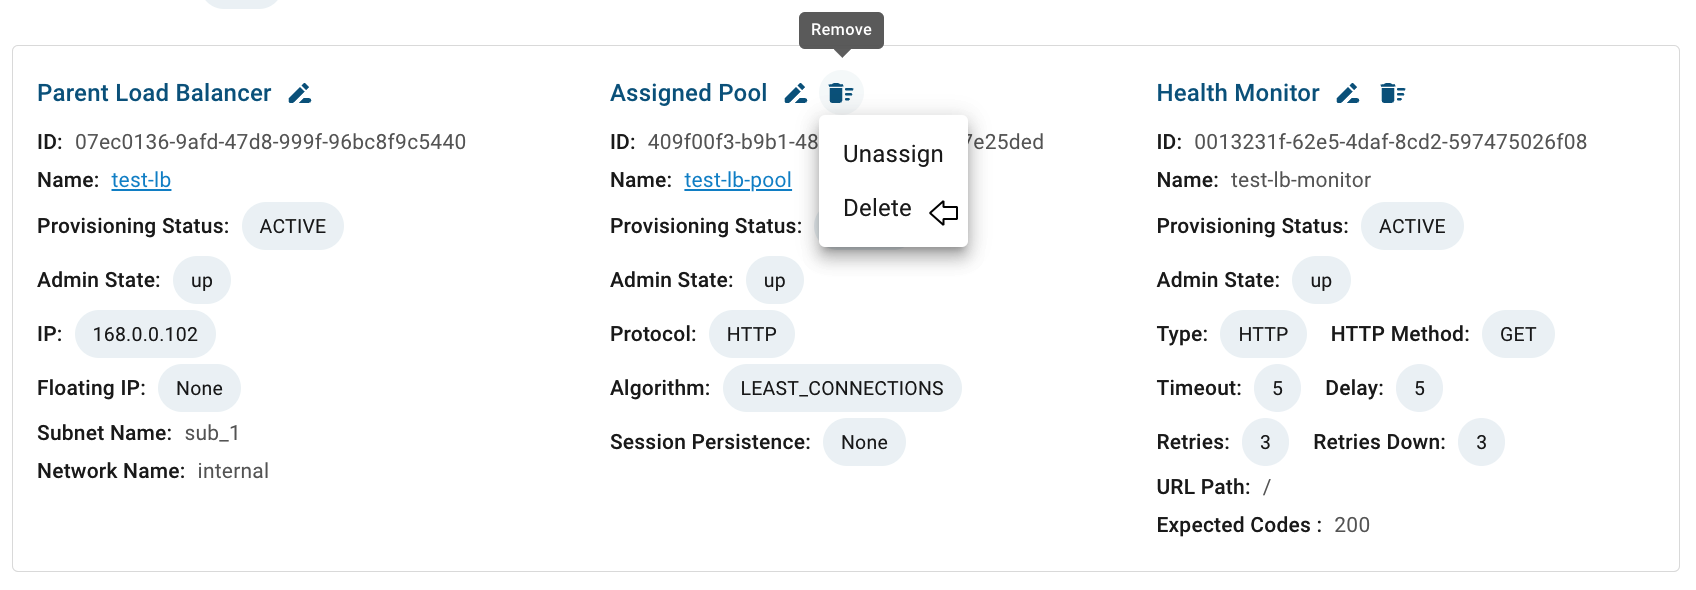 Remove
Parent Load Balancer
ID: 07ec0136-9afd-47d8-999f-96bc8f9c5440
Name: test-lb
Provisioning Status: ACTIVE
Admin State: up
IP: 168.0.0.102
Floating IP: None
Subnet Name: sub_1
Network Name: internal
Assigned Pool
ID: 409f00f3-b9b1-48 7e25ded
Name: test-lb-pool
Provisioning Status:
Admin State: up
Protocol: HTTP
Algorithm: LEAST_CONNECTIONS
Session Persistence: None
Unassign
Delete
Health Monitor
ID: 0013231f-62e5-4daf-8cd2-597475026f08
Name: test-lb-monitor
Provisioning Status: ACTIVE
Admin State: up
Type: HTTP HTTP Method: GET
Timeout: 5 Delay: 5
Retries: 3 Retries Down: 3
URL Path: /
Expected Codes : 200